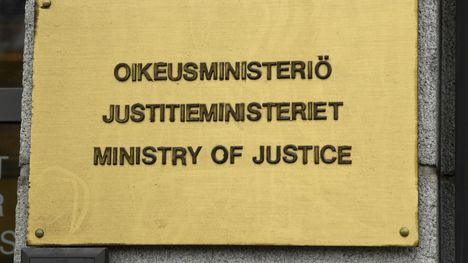 OIKEUSMINISTERIÖ
JUSTITIEMINISTERIET
MINISTRY OF JUSTICE